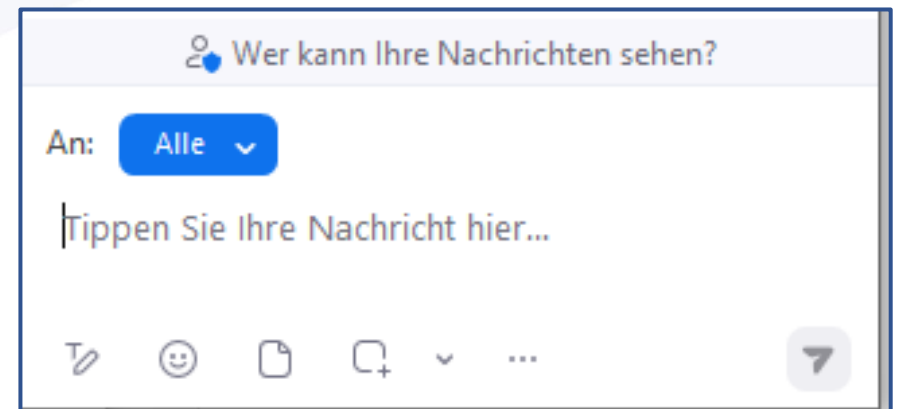 Wer kann Ihre Nachrichten sehen?
An: Alle
Tippen Sie Ihre Nachricht hier...